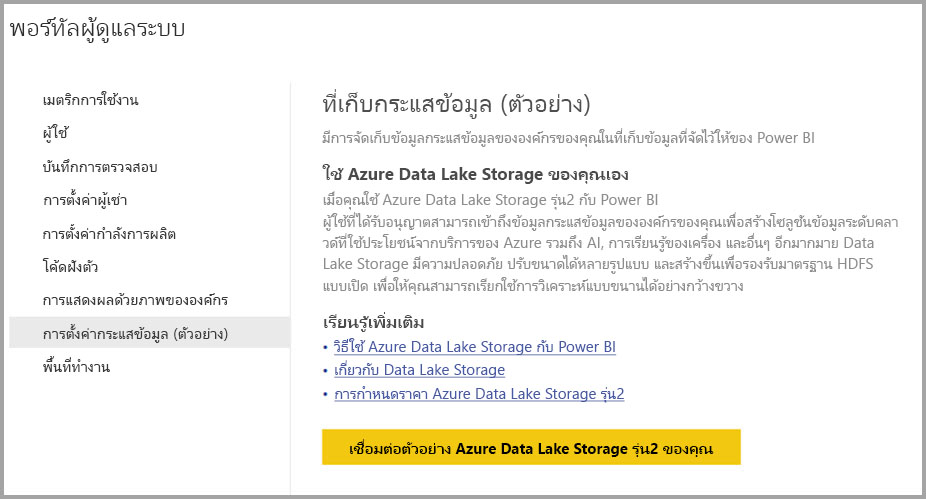 พอร์ทัลผู้ดูแลระบบ
เมตริกการใช้งาน
ผู้ใช้
บันทึกการตรวจสอบ
การตั้งค่าผู้เช่า
การตั้งค่ากำลังการผลิต
โค้ดฝังตัว
การแสดงผลด้วยภาพขององค์กร
การตั้งค่ากระแสข้อมูล (ตัวอย่าง)
พื้นที่ทำงาน
ที่เก็บกระแสข้อมูล (ตัวอย่าง)
มีการจัดเก็บข้อมูลกระแสข้อมูลขององค์กรของคุณในที่เก็บข้อมูลที่จัดไว้ให้ของ Power BI
ใช้ Azure Data Lake Storage ของคุณเอง
เมื่อคุณใช้ Azure Data Lake Storage รุ่น2 กับ Power BI
ผู้ใช้ที่ได้รับอนุญาตสามารถเข้าถึงข้อมูลกระแสข้อมูลขององค์กรของคุณเพื่อสร้างโซลูชันข้อมูลระดับคลา
วด์ที่ใช้ประโยชน์จากบริการของ Azure รวมถึง AI, การเรียนรู้ของเครื่อง และอื่นๆ อีกมากมาย Data
Lake Storage มีความปลอดภัย ปรับขนาดได้หลายรูปแบบ และสร้างขึ้นเพื่อรองรับมาตรฐาน HDFS
แบบเปิด เพื่อให้คุณสามารถเรียกใช้การวิเคราะห์แบบขนานได้อย่างกว้างขวาง
เรียนรู้เพิ่มเติม
• วิธีใช้ Azure Data Lake Storage กับ Power BI
• เกี่ยวกับ Data Lake Storage
• การกำหนดราคา Azure Data Lake Storage รุ่น2
เชื่อมต่อตัวอย่าง Azure Data Lake Storage รุ่น2 ของคุณ